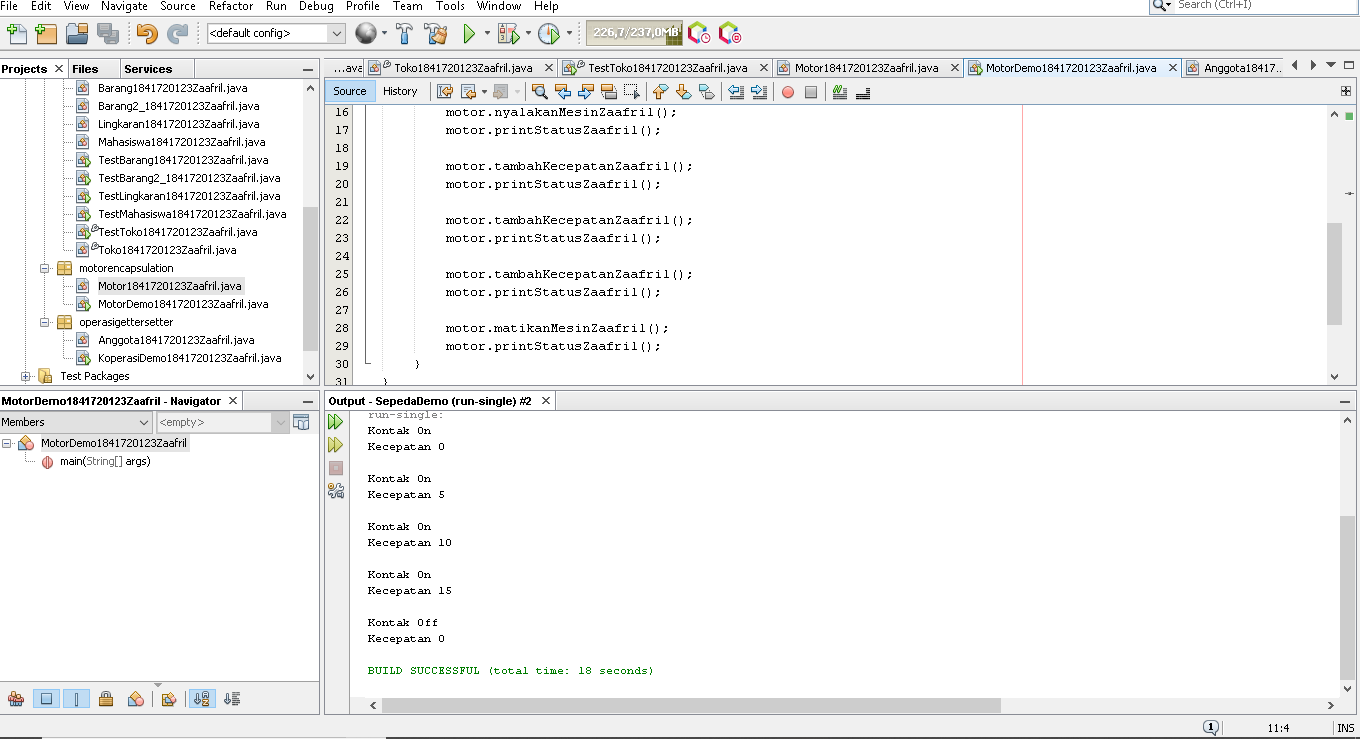 File Edit View Navigate Source Refactor Run Debug Profile Team Tools Window Help
Search (Ctrl+I)
<default config>
226,7/237,0MB
Projects Files Services
Barang1841720123Zaafril.java
Barang2_1841720123Zaafril.java
Lingkaran1841720123Zaafril.java
Mahasiswa1841720123Zaafril.java
TestBarang1841720123Zaafril.java
TestBarang2_1841720123Zaafril.java
TestLingkaran1841720123Zaafril.java
TestMahasiswa1841720123Zaafril.java
TestToko1841720123Zaafril.java
Toko1841720123Zaafril.java
motorencapsulation
Motor1841720123Zaafril.java
MotorDemo1841720123Zaafril.java
operasigettersetter
Anggota1841720123Zaafril.java
KoperasiDemo1841720123Zaafril.java
Test Packages
...ava Toko1841720123Zaafril.java TestToko1841720123Zaafril.java Motor1841720123Zaafril.java MotorDemo1841720123Zaafril.java Anggota18417...
Source History
16 motor.nyalakanMesinZaafril();
17 motor.printStatusZaafril();
18
19 motor.tambahKecepatanZaafril();
20 motor.printStatusZaafril();
21
22 motor.tambahKecepatanZaafril();
23 motor.printStatusZaafril();
24
25 motor.tambahKecepatanZaafril();
26 motor.printStatusZaafril();
27
28 motor.matikanMesinZaafril();
29 motor.printStatusZaafril();
30 }
31 }
MotorDemo1841720123Zaafril - Navigator
Members <empty>
MotorDemo1841720123Zaafril
main(String[] args)
Output - SepedaDemo (run-single) #2
run-single:
Kontak On
Kecepatan 0
Kontak On
Kecepatan 5
Kontak On
Kecepatan 10
Kontak On
Kecepatan 15
Kontak Off
Kecepatan 0
BUILD SUCCESSFUL (total time: 18 seconds)
1 11:4 INS